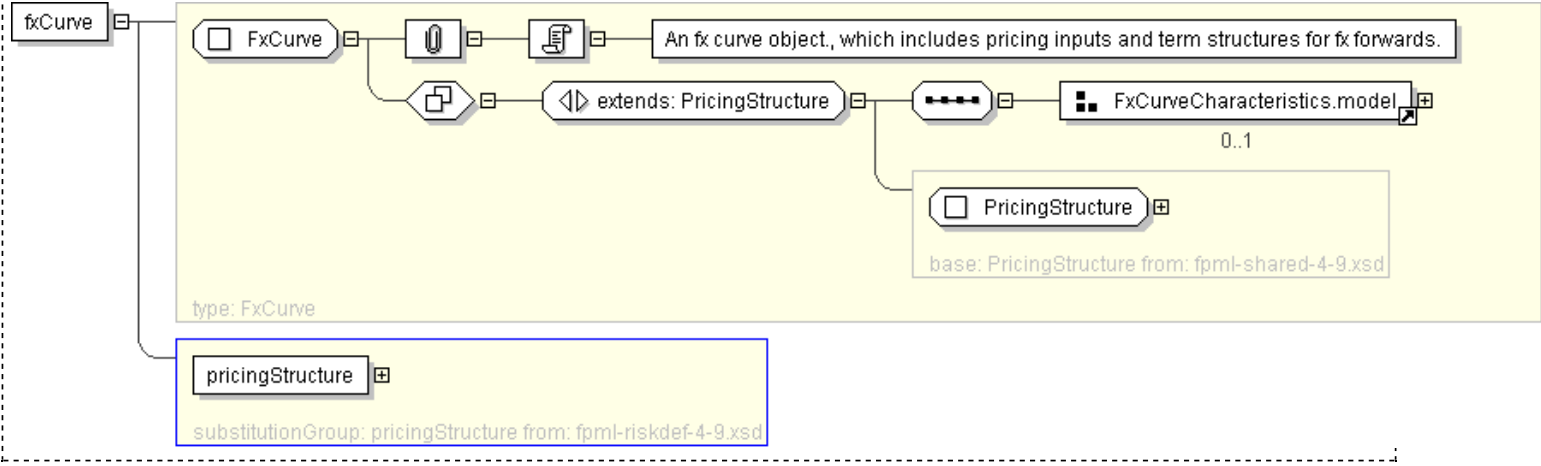 fxCurve
FxCurve
An fx curve object., which includes pricing inputs and term structures for fx forwards.
extends: PricingStructure
FxCurveCharacteristics.model
0..1
PricingStructure
base: PricingStructure from: fpml-shared-4-9.xsd
type: FxCurve
pricingStructure
substitutionGroup: pricingStructure from: fpml-riskdef-4-9.xsd